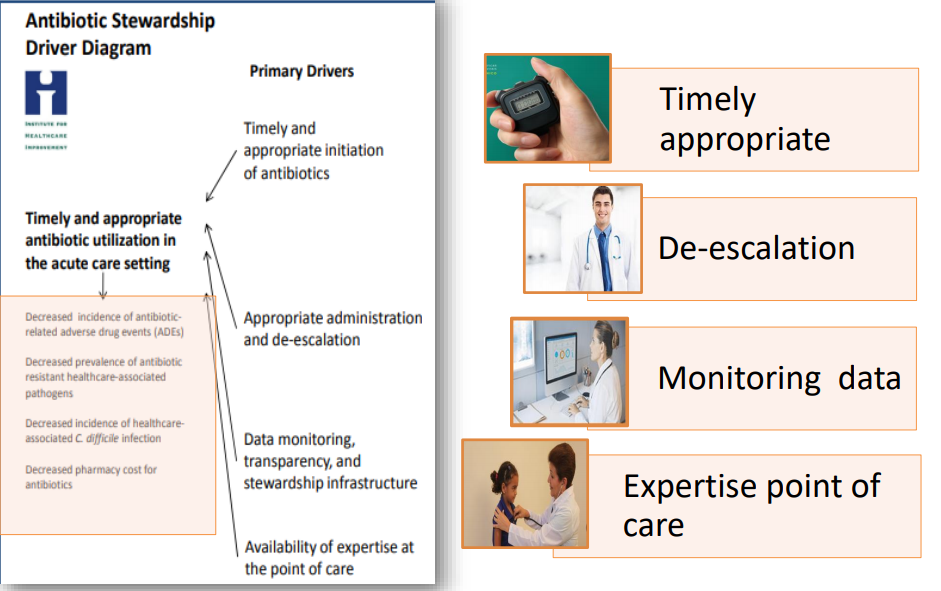 Antibiotic Stewardship
Driver Diagram
INSTITUTE FOR
HEALTHCARE
IMPROVEMENT
Primary Drivers
Timely and
appropriate initiation
of antibiotics
Timely and appropriate
antibiotic utilization in
the acute care setting
Decreased incidence of antibiotic-
related adverse drug events (ADEs)
Decreased prevalence of antibiotic
resistant healthcare-associated
pathogens
Decreased incidence of healthcare-
associated C. difficile infection
Decreased pharmacy cost for
antibiotics
Appropriate administration
and de-escalation
Data monitoring,
transparency, and
stewardship infrastructure
Availability of expertise at
the point of care
Timely
appropriate
De-escalation
Monitoring data
Expertise point of
care